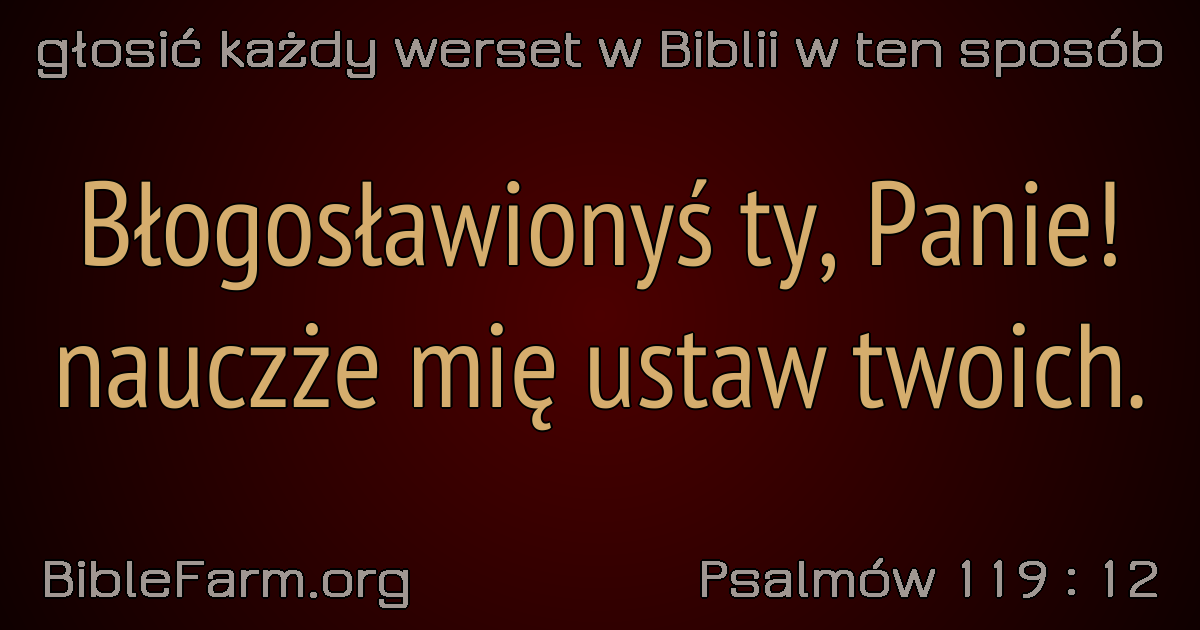 głosić każdy werset w Biblii w ten sposób
Błogosławionyś ty, Panie!
nauczże mię ustaw twoich.
BibleFarm.org
Psalmów 119 : 12